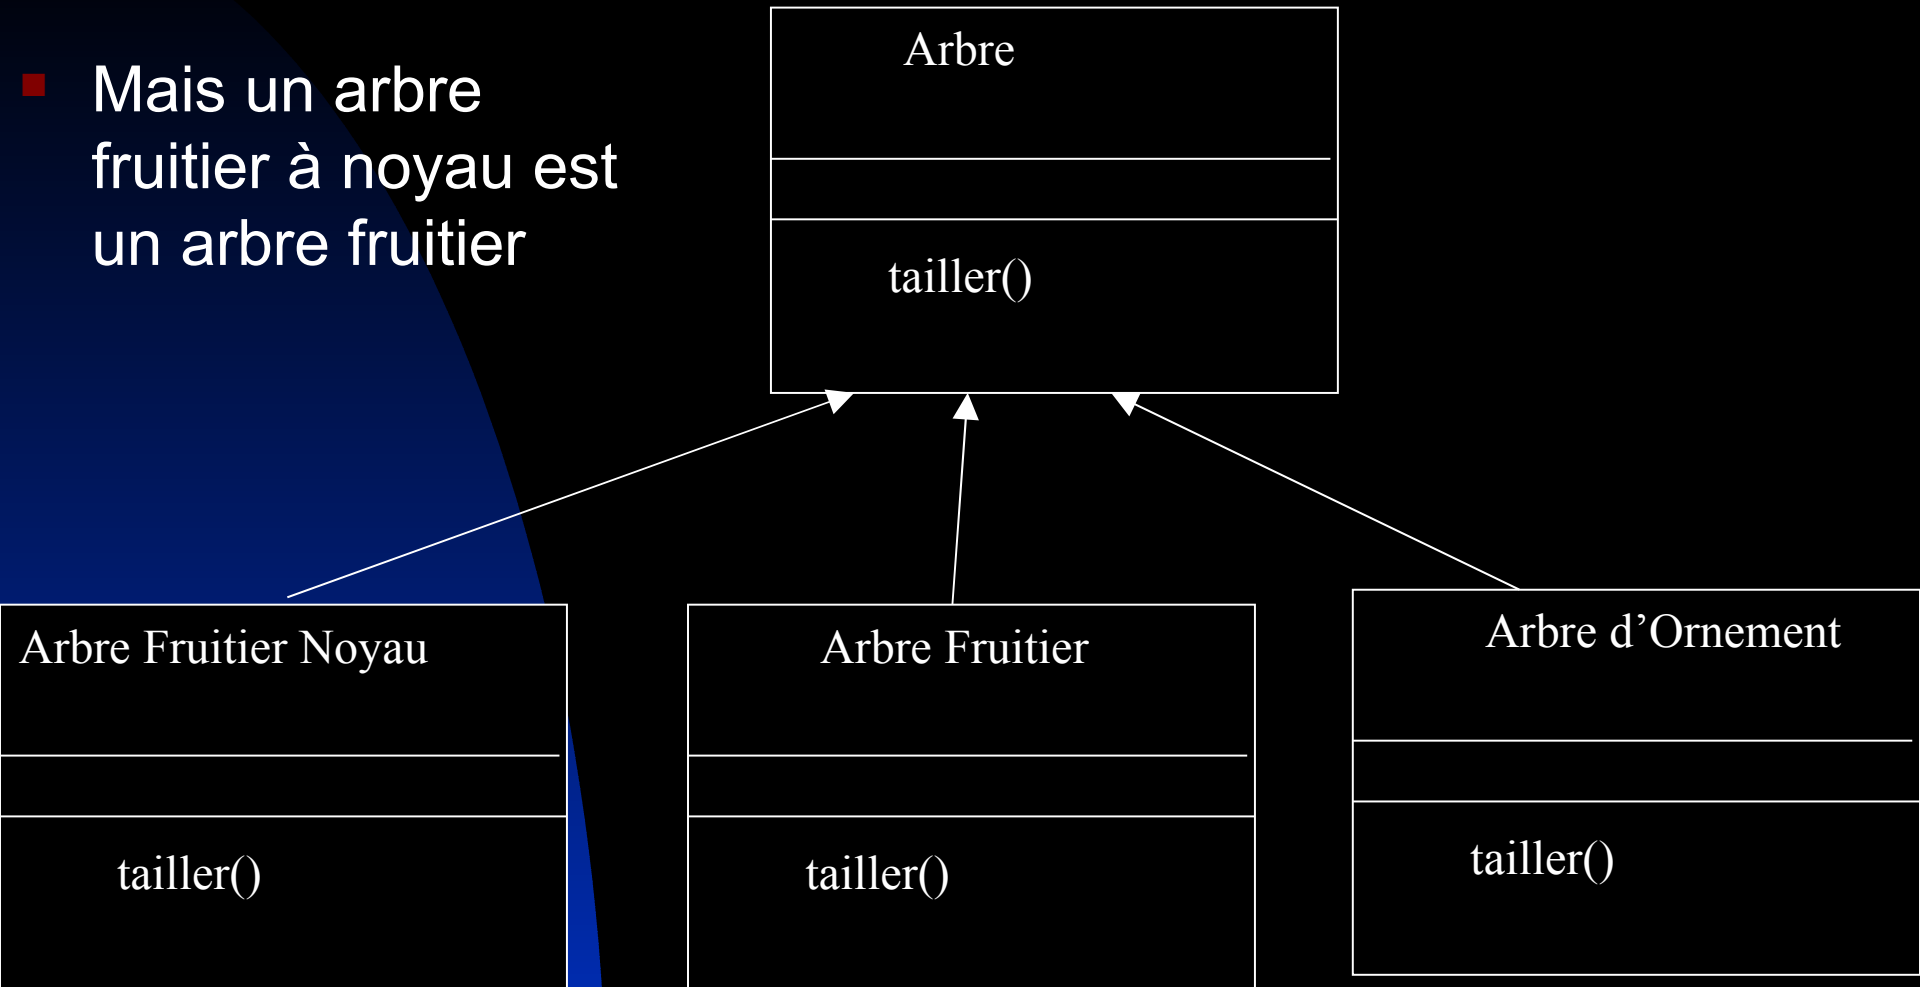 Mais un arbre
fruitier à noyau est
un arbre fruitier
Arbre
tailler()
Arbre Fruitier Noyau
tailler()
Arbre Fruitier
tailler()
Arbre d’Ornement
tailler()